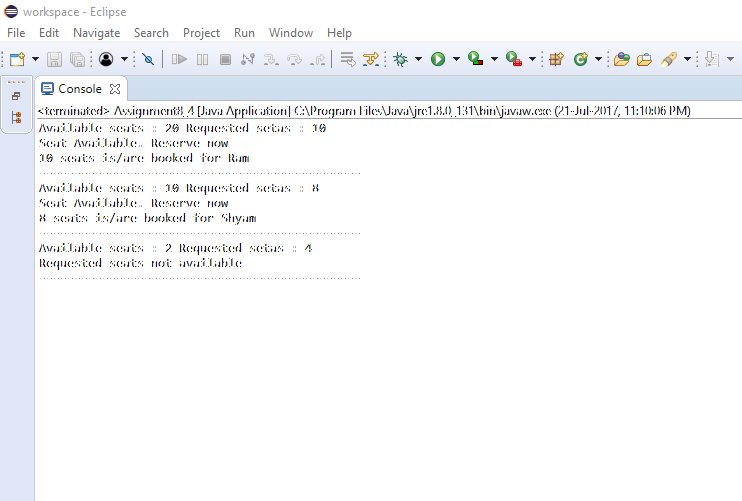 workspace - Eclipse
File Edit Navigate Search Project Run Window Help
Console
<terminated> Assignment8_4 [Java Application] C:\Program Files\Java\jre1.8.0_131\bin\javaw.exe (21-Jul-2017, 11:10:06 PM)
Available seats : 20 Requested setas : 10
Seat Available. Reserve now
10 seats is/are booked for Ram
------------------------------------------------
Available seats : 10 Requested setas : 8
Seat Available. Reserve now
8 seats is/are booked for Shyam
------------------------------------------------
Available seats : 2 Requested setas : 4
Requested seats not available
------------------------------------------------